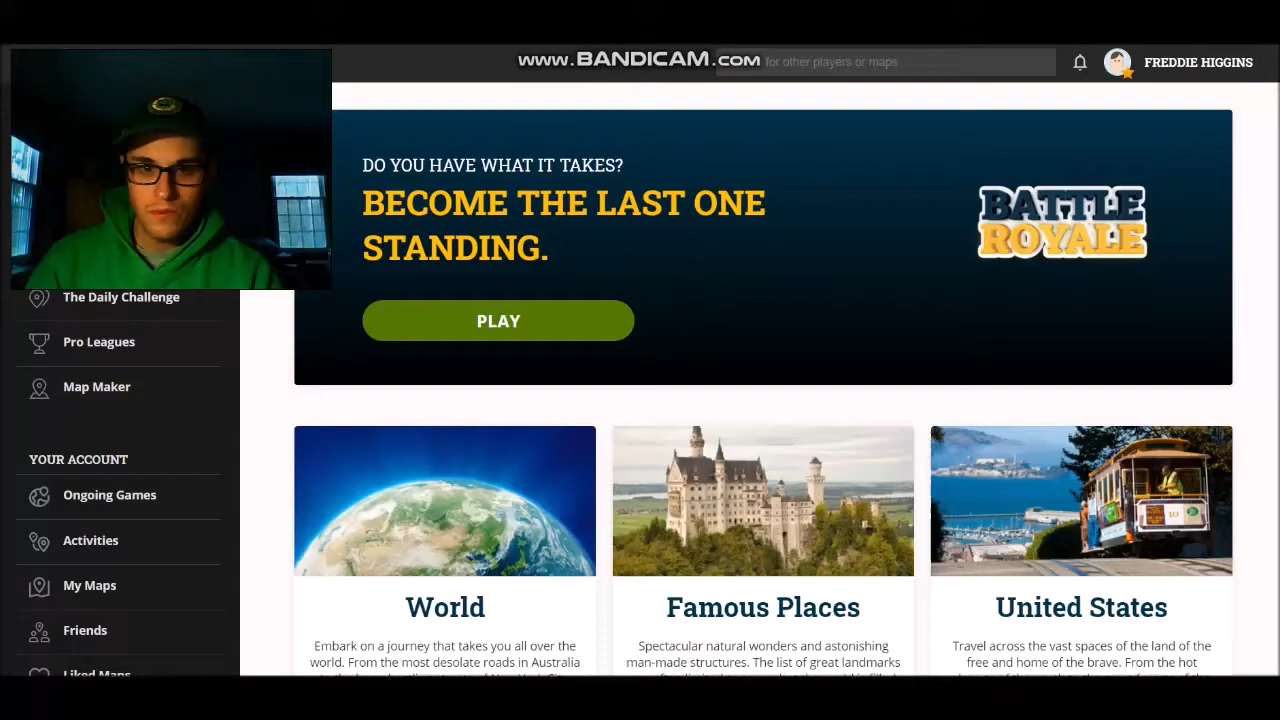 www.BANDICAM.com
for other players or maps
FREDDIE HIGGINS
DO YOU HAVE WHAT IT TAKES?
BECOME THE LAST ONE
STANDING.
BATTLE
ROYALE
PLAY
The Daily Challenge
Pro Leagues
Map Maker
YOUR ACCOUNT
Ongoing Games
Activities
My Maps
Friends
Liked Maps
World
Embark on a journey that takes you all over the
world. From the most desolate roads in Australia
Famous Places
Spectacular natural wonders and astonishing
man-made structures. The list of great landmarks
United States
Travel across the vast spaces of the land of the
free and home of the brave. From the hot